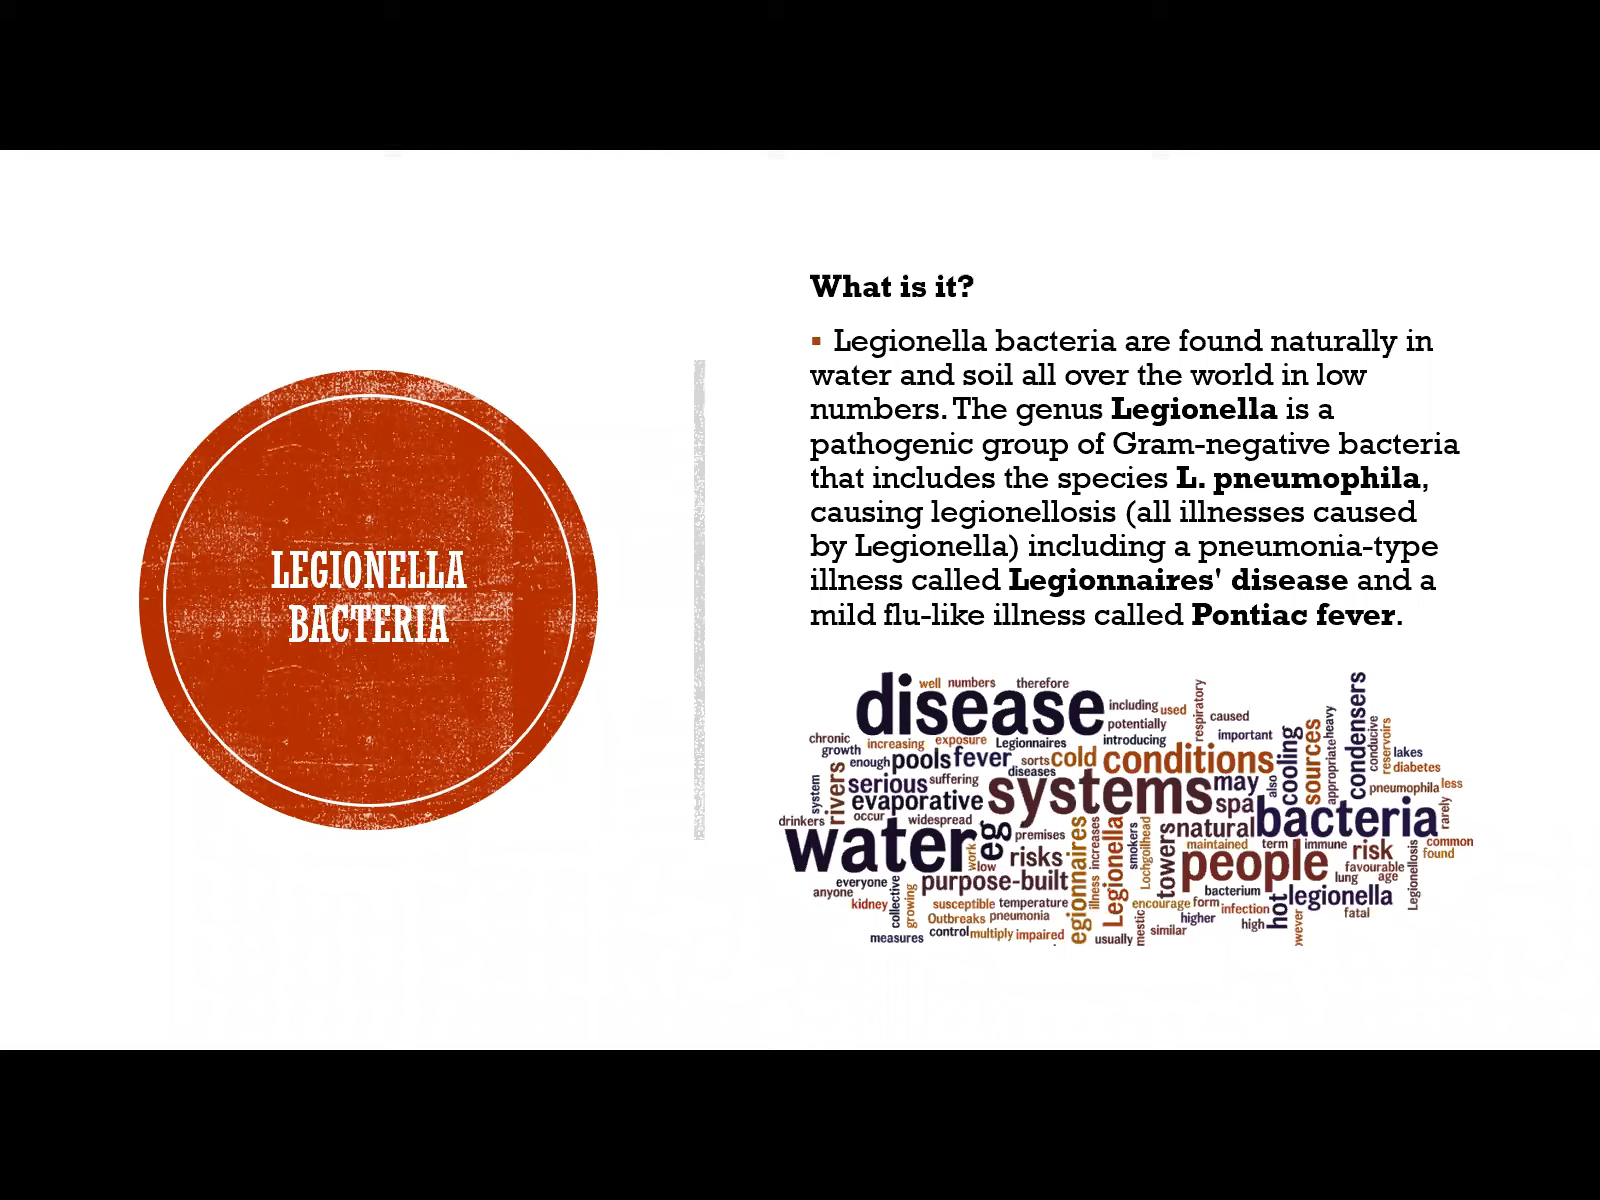 LEGIONELLA
BACTERIA
What is it?
▪ Legionella bacteria are found naturally in
water and soil all over the world in low
numbers. The genus Legionella is a
pathogenic group of Gram-negative bacteria
that includes the species L. pneumophila,
causing legionellosis (all illnesses caused
by Legionella) including a pneumonia-type
illness called Legionnaires' disease and a
mild flu-like illness called Pontiac fever.
disease
well numbers therefore
including used
potentially
respiratory
caused
important
heavy
condensers
chronic
growth
increasing exposure Legionnaires introducing
enough pools fever sorts cold conditions
diseases
cooling
sources
appropriate
conducive
reservoirs
lakes
diabetes
system
rivers
serious suffering
systems
may
also
pneumophila less
evaporative
spa
bacteria
rarely
drinkers occur widespread
water
eg
premises
egionnaires
increases
Legionella
smokers
Lochgoilhead
towers
natural
maintained term immune
common
found
work
low
risks
people
risk
favourable
lung age
Legionellosis
everyone
anyone
purpose-built
illness
bacterium
hot
legionella
kidney
collective
growing
susceptible temperature
encourage form infection
fatal
Outbreaks pneumonia
higher
high
owever
measures
control multiply impaired
usually
mestic
similar